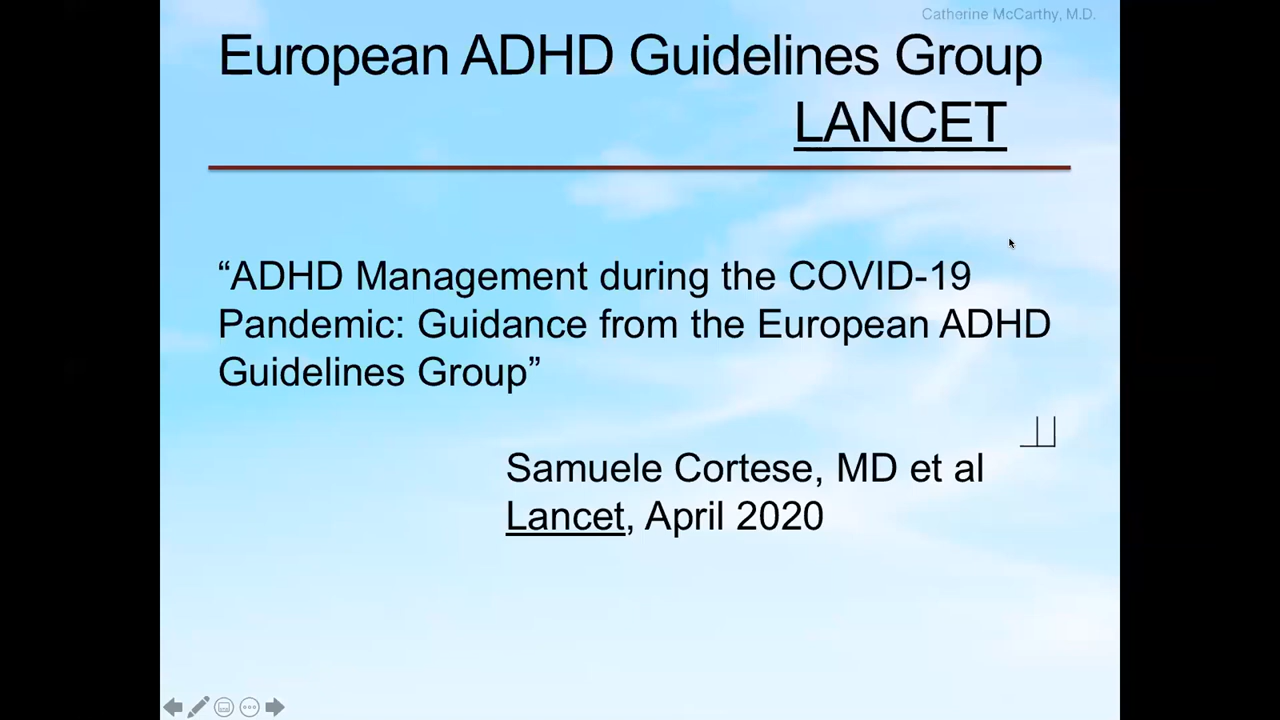 Catherine McCarthy, M.D.
European ADHD Guidelines Group
LANCET
“ADHD Management during the COVID-19
Pandemic: Guidance from the European ADHD
Guidelines Group”
Samuele Cortese, MD et al
Lancet, April 2020